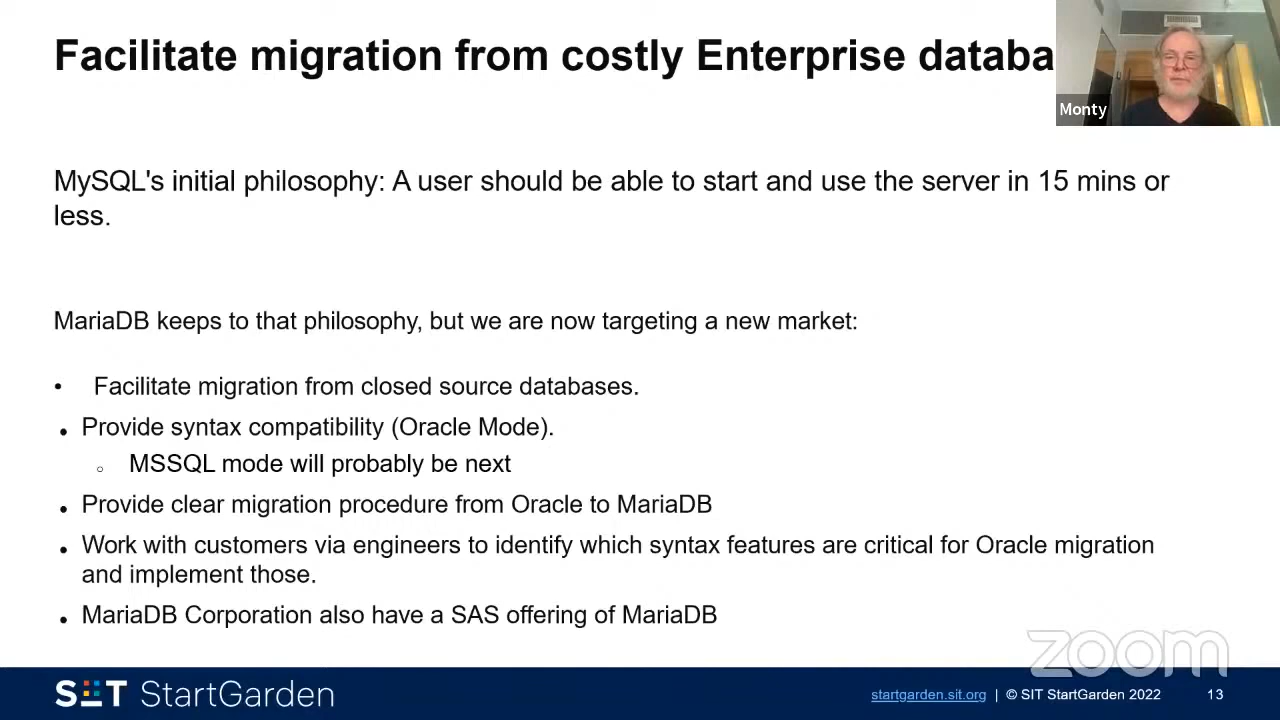 Facilitate migration from costly Enterprise databa
Monty
MySQL's initial philosophy: A user should be able to start and use the server in 15 mins or
less.
MariaDB keeps to that philosophy, but we are now targeting a new market:
• Facilitate migration from closed source databases.
• Provide syntax compatibility (Oracle Mode).
○ MSSQL mode will probably be next
• Provide clear migration procedure from Oracle to MariaDB
• Work with customers via engineers to identify which syntax features are critical for Oracle migration
and implement those.
• MariaDB Corporation also have a SAS offering of MariaDB
zoom
SIT StartGarden
startgarden.sit.org | © SIT StartGarden 2022 13